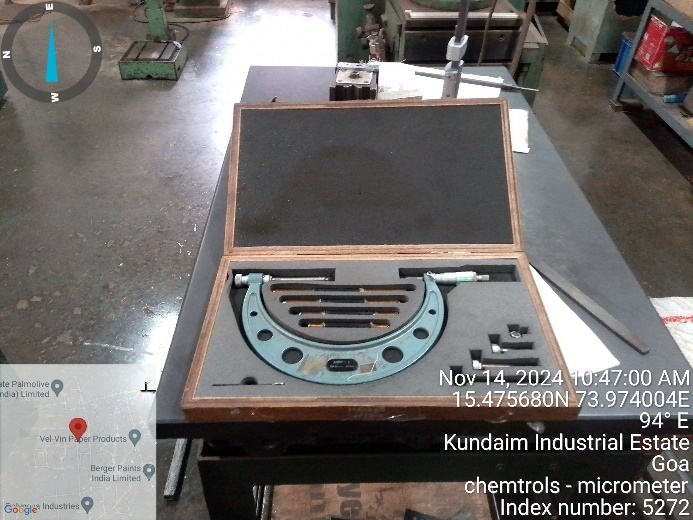 E
N
S
W
ate Palmolive
ndia) Limited
Vel-Vin Paper Products
Berger Paints
India Limited
Industries
Google
Nov 14, 2024 10:47:00 AM
15.475680N 73.974004E
94° E
Kundaim Industrial Estate
Goa
chemtrols - micrometer
Index number: 5272